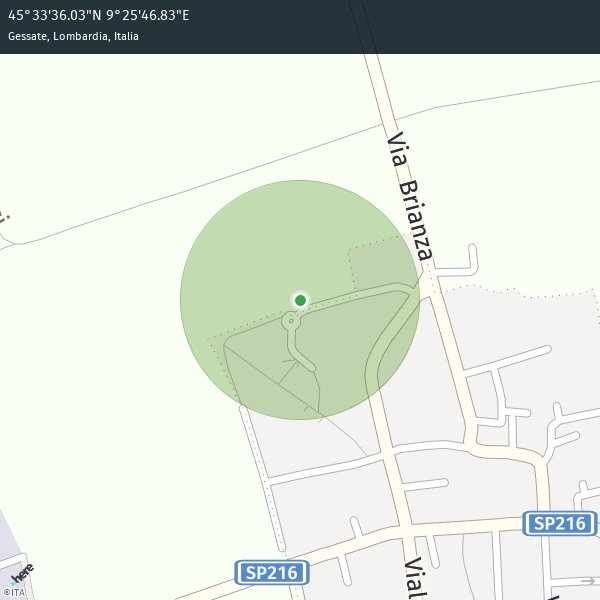 45°33'36.03"N 9°25'46.83"E
Gessate, Lombardia, Italia
Via Brianza
SP216
SP216
Vial
here
©ITA